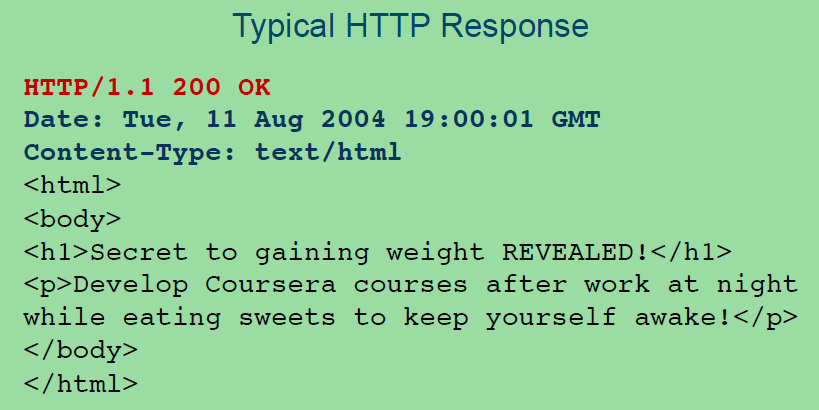 Typical HTTP Response
HTTP/1.1 200 OK
Date: Tue, 11 Aug 2004 19:00:01 GMT
Content-Type: text/html
<html>
<body>
<h1>Secret to gaining weight REVEALED!</h1>
<p>Develop Coursera courses after work at night
while eating sweets to keep yourself awake!</p>
</body>
</html>